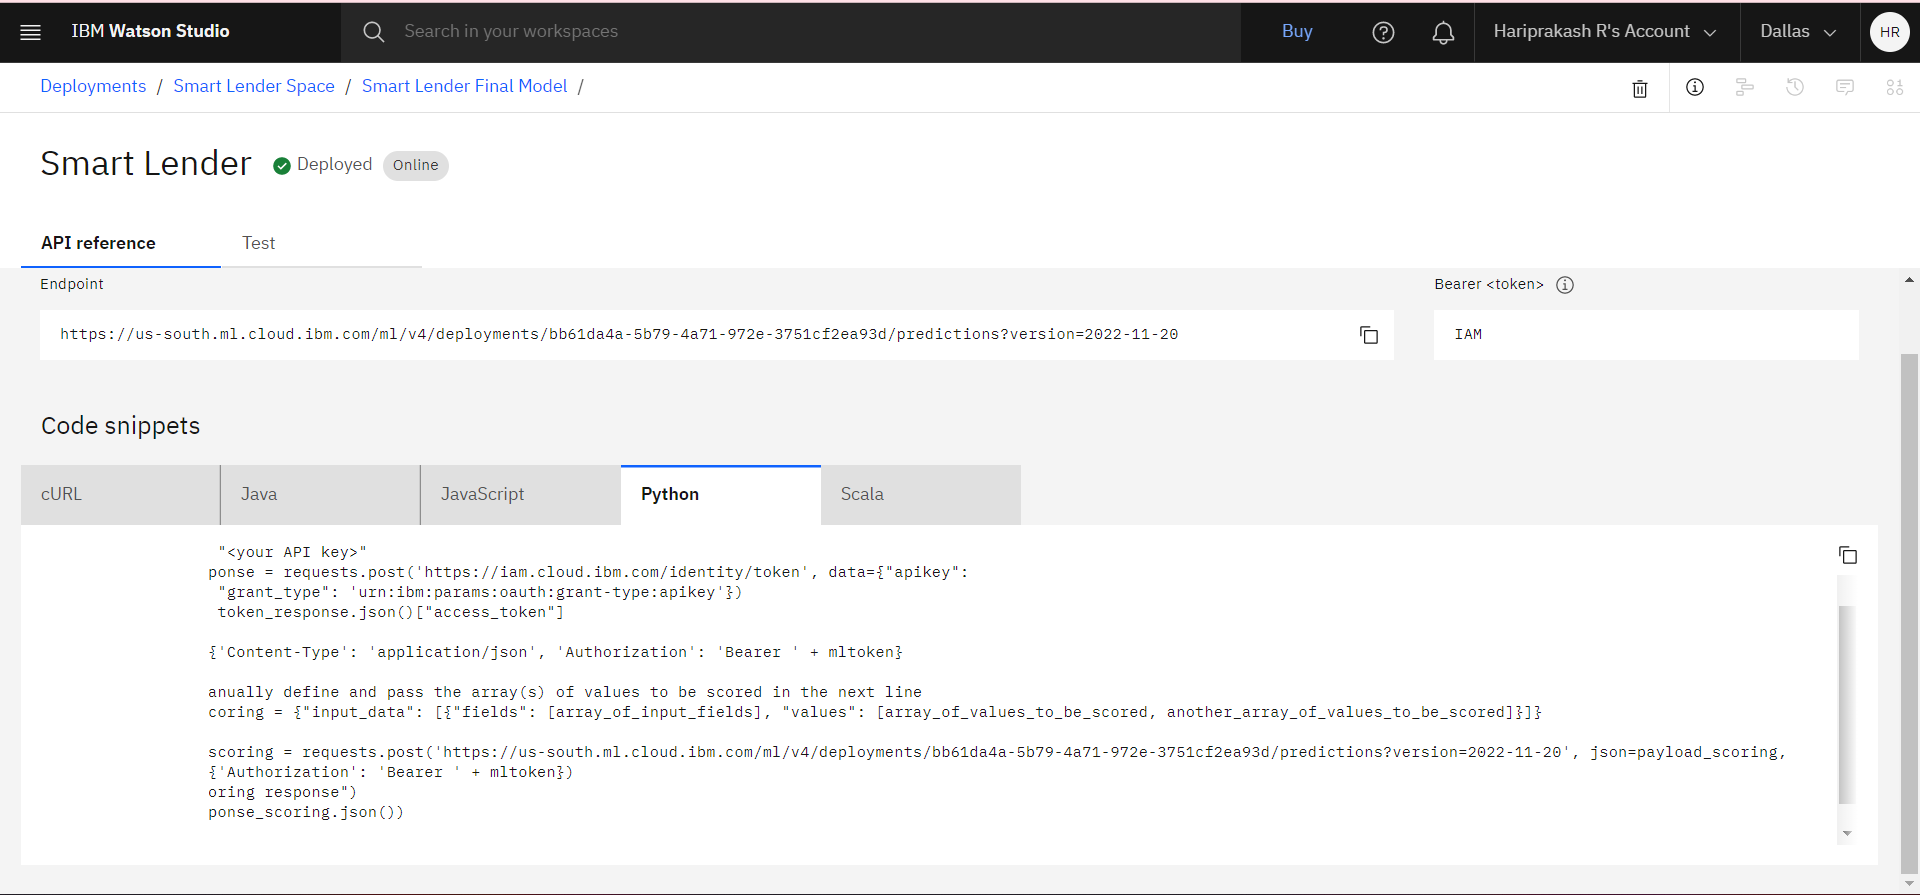 IBM Watson Studio
Search in your workspaces
Buy
Hariprakash R's Account
Dallas
HR
Deployments / Smart Lender Space / Smart Lender Final Model /
Smart Lender
Deployed
Online
API reference
Test
Endpoint
Bearer <token>
https://us-south.ml.cloud.ibm.com/ml/v4/deployments/bb61da4a-5b79-4a71-972e-3751cf2ea93d/predictions?version=2022-11-20
IAM
Code snippets
cURL
Java
JavaScript
Python
Scala
"<your API key>"
ponse = requests.post('https://iam.cloud.ibm.com/identity/token', data={"apikey":
"grant_type": 'urn:ibm:params:oauth:grant-type:apikey'})
token_response.json()["access_token"]
{'Content-Type': 'application/json', 'Authorization': 'Bearer ' + mltoken}
anually define and pass the array(s) of values to be scored in the next line
coring = {"input_data": [{"fields": [array_of_input_fields], "values": [array_of_values_to_be_scored, another_array_of_values_to_be_scored]}]}
scoring = requests.post('https://us-south.ml.cloud.ibm.com/ml/v4/deployments/bb61da4a-5b79-4a71-972e-3751cf2ea93d/predictions?version=2022-11-20', json=payload_scoring,
{'Authorization': 'Bearer ' + mltoken})
oring response")
ponse_scoring.json())